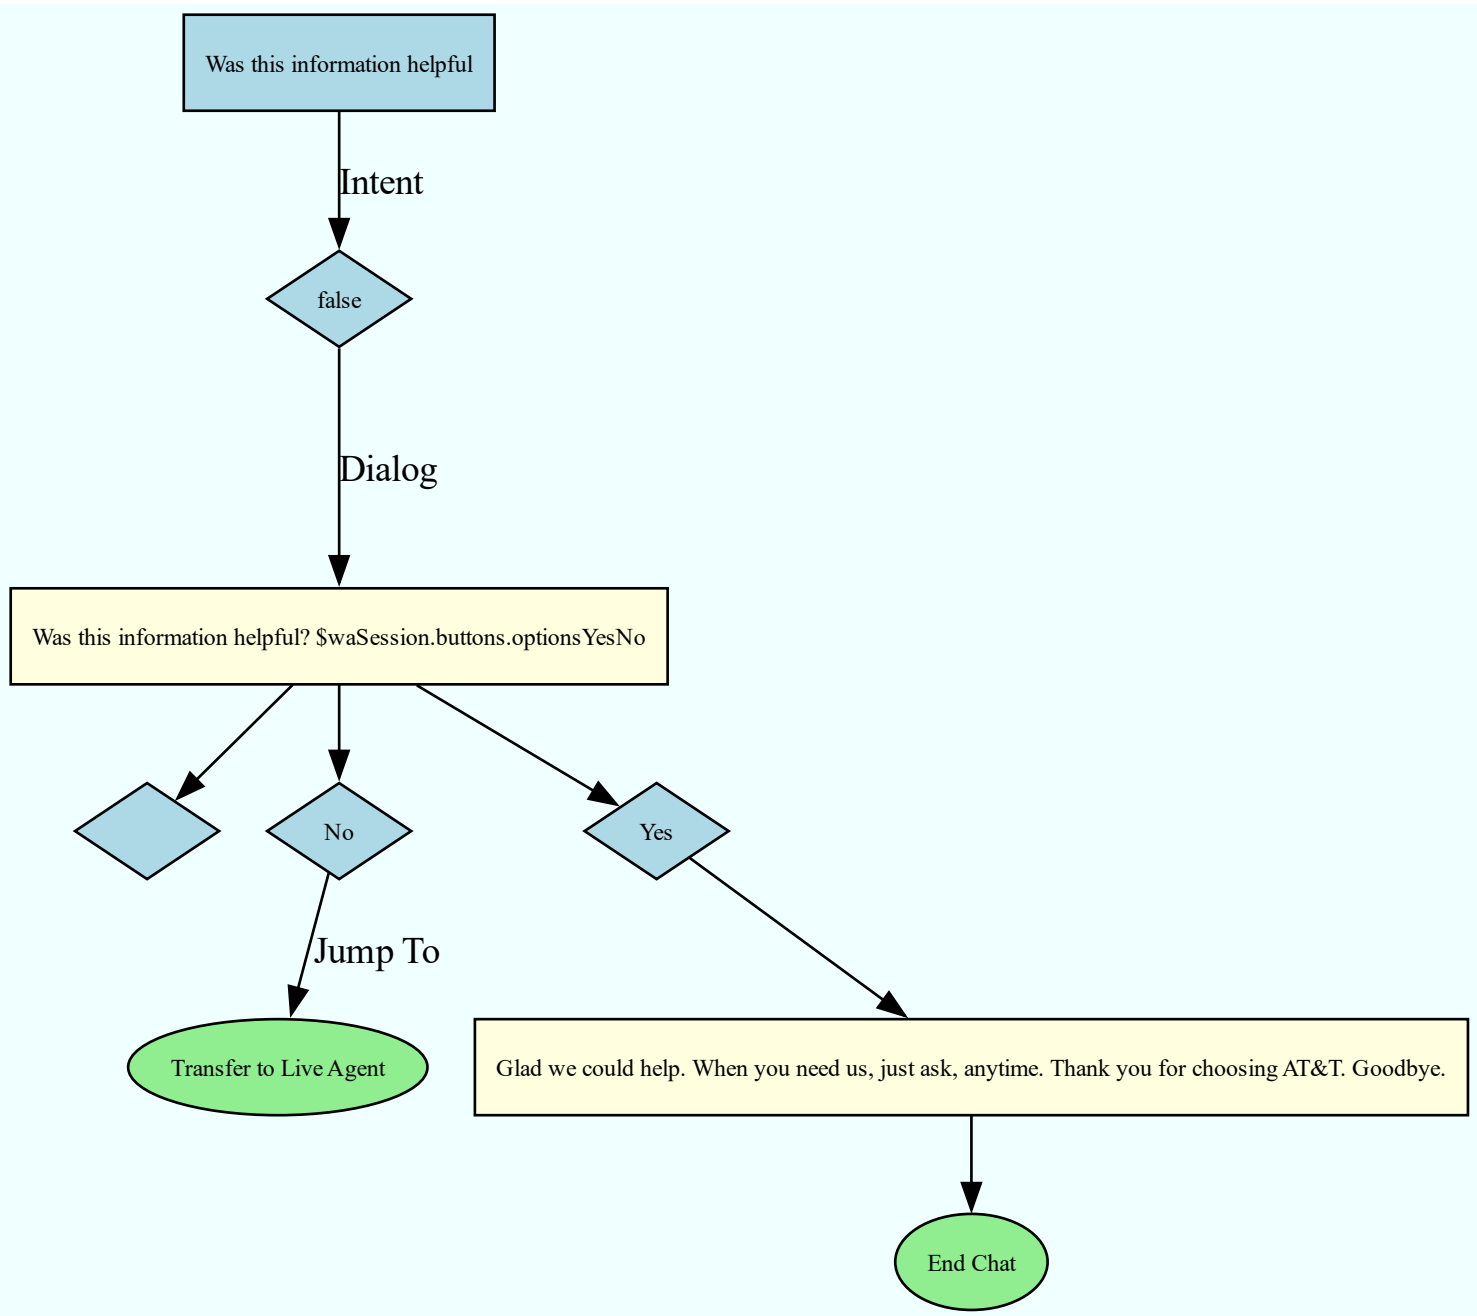 Was this information helpful
Intent
false
Dialog
Was this information helpful? $waSession.buttons.optionsYesNo
No
Yes
Jump To
Transfer to Live Agent
Glad we could help. When you need us, just ask, anytime. Thank you for choosing AT&T. Goodbye.
End Chat